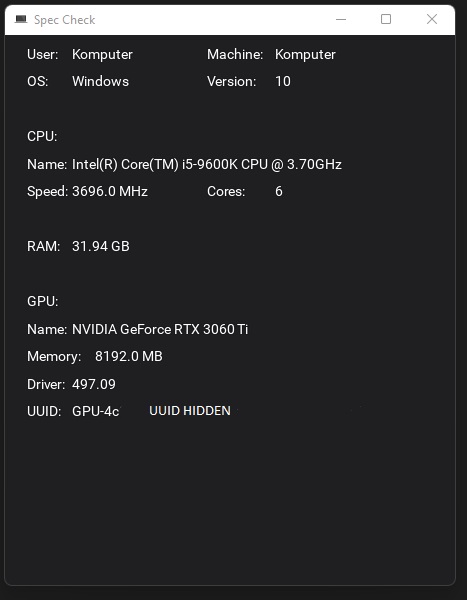 Spec Check
User: Komputer Machine: Komputer
OS: Windows Version: 10
CPU:
Name: Intel(R) Core(TM) i5-9600K CPU @ 3.70GHz
Speed: 3696.0 MHz Cores: 6
RAM: 31.94 GB
GPU:
Name: NVIDIA GeForce RTX 3060 Ti
Memory: 8192.0 MB
Driver: 497.09
UUID: GPU-4c UUID HIDDEN